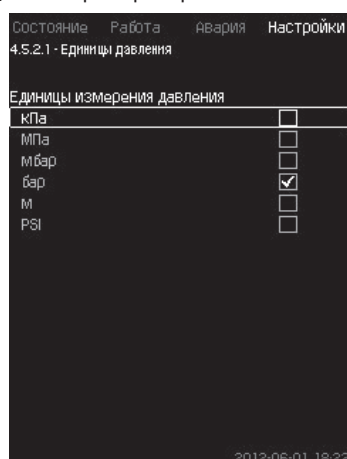 Состояние Работа Авария Настройки
4.5.2.1 - Единицы давления
Единицы измерения давления
кПа
МПа
мбар
бар
м
PSI